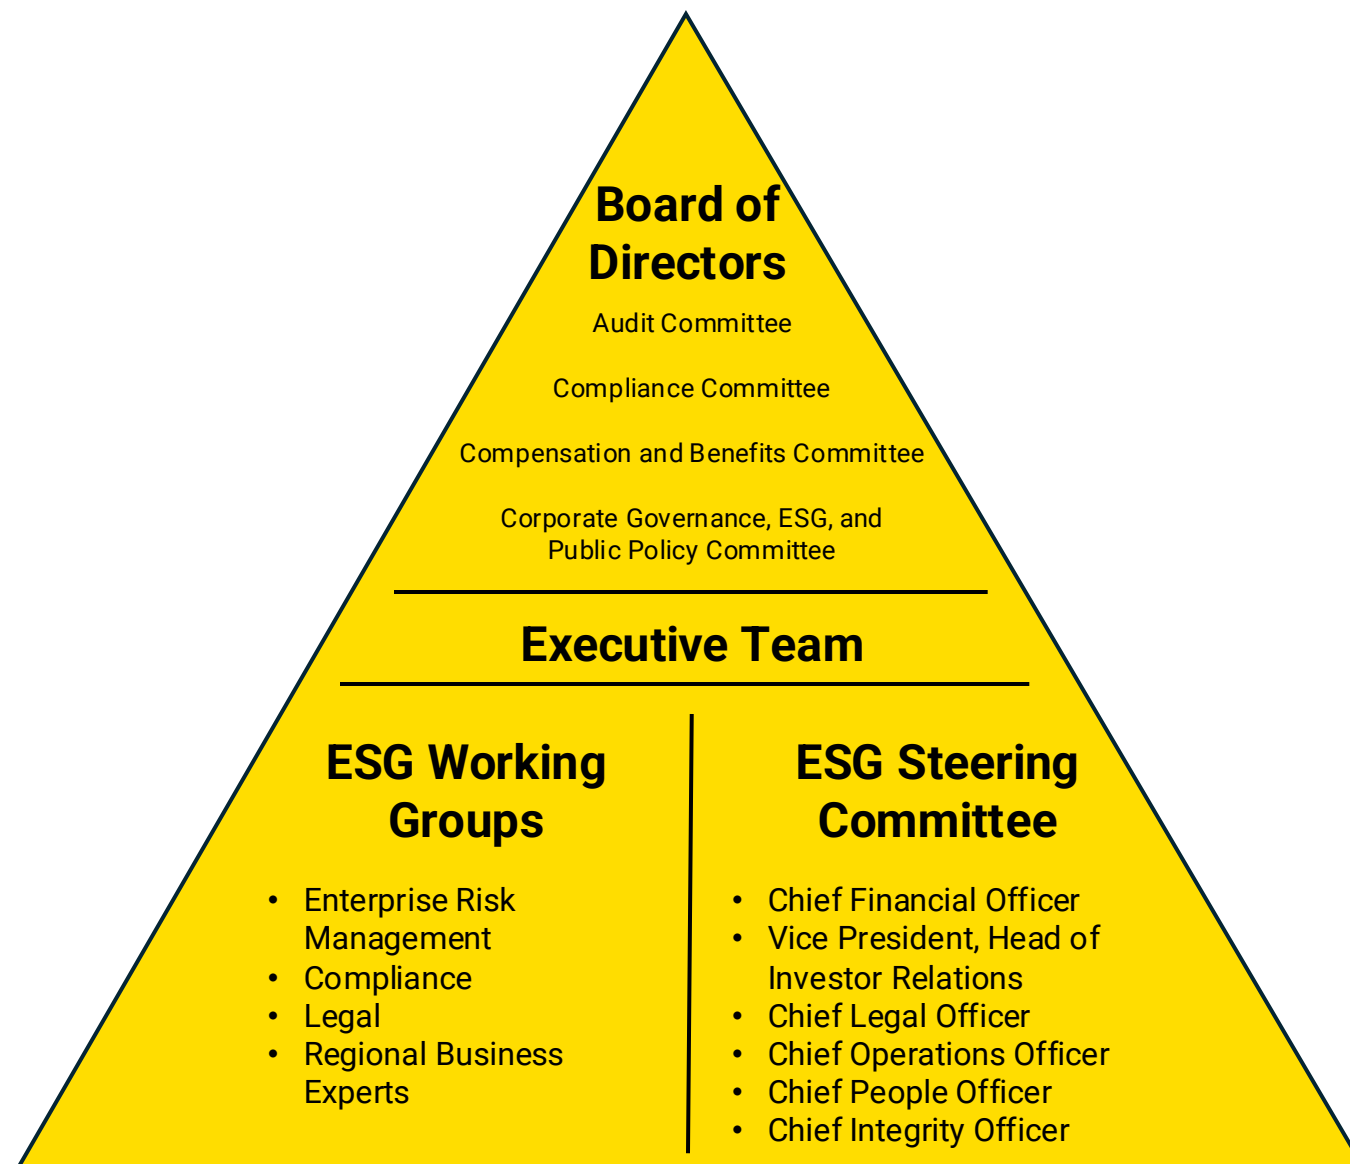 Board of
Directors
Audit Committee
Compliance Committee
Compensation and Benefits Committee
Corporate Governance, ESG, and
Public Policy Committee
Executive Team
ESG Working
Groups
• Enterprise Risk
Management
• Compliance
• Legal
• Regional Business
Experts
ESG Steering
Committee
• Chief Financial Officer
• Vice President, Head of
Investor Relations
• Chief Legal Officer
• Chief Operations Officer
• Chief People Officer
• Chief Integrity Officer